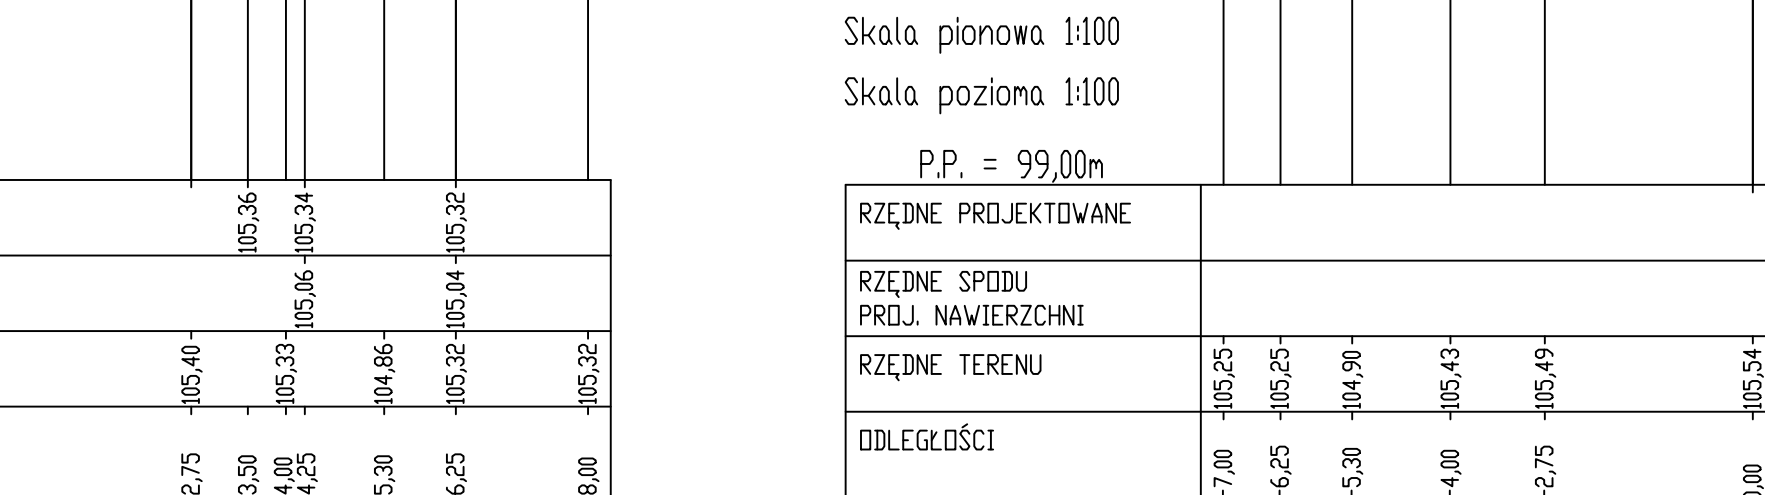 105,36 105,34 105,32
105,06 105,04
105,40 105,33 104,86 105,32 105,32
2,75 3,50 4,00 4,25 5,30 6,25 8,00
Skala pionowa 1:100
Skala pozioma 1:100
P.P. = 99,00m
RZĘDNE PROJEKTOWANE
RZĘDNE SPODU
PROJ. NAWIERZCHNI
RZĘDNE TERENU 105,25 105,25 104,90 105,43 105,49 105,54
ODLEGŁOŚCI -7,00 -6,25 -5,30 -4,00 -2,75